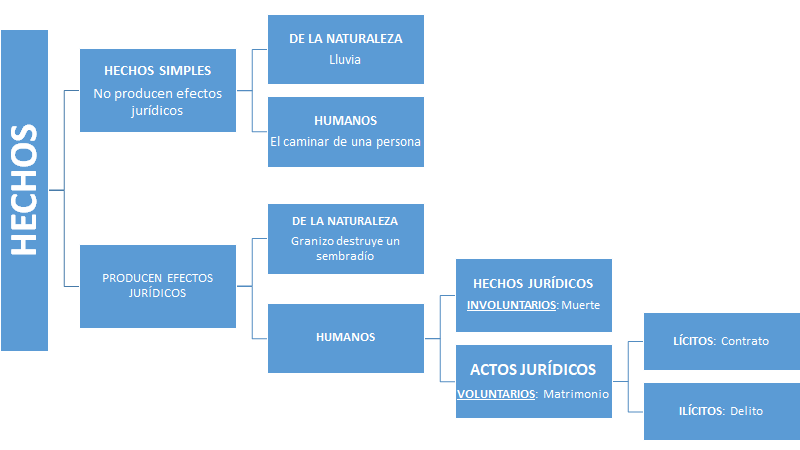 HECHOS
HECHOS SIMPLES
No producen efectos
jurídicos
DE LA NATURALEZA
Lluvia
HUMANOS
El caminar de una persona
PRODUCEN EFECTOS
JURÍDICOS
DE LA NATURALEZA
Granizo destruye un
sembradío
HUMANOS
HECHOS JURÍDICOS
INVOLUNTARIOS: Muerte
ACTOS JURÍDICOS
VOLUNTARIOS: Matrimonio
LÍCITOS: Contrato
ILÍCITOS: Delito